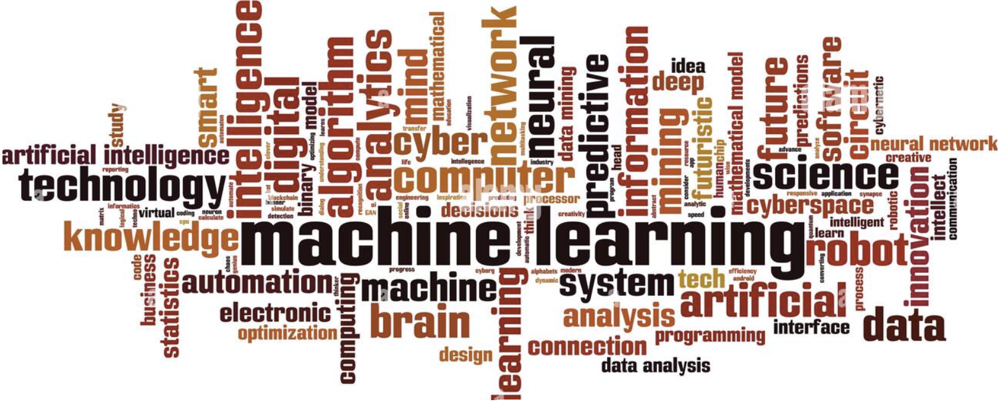 intelligence
network
mathematical
algorithm
analytics
mind
neural
information
predictive
data mining
idea
deep
mathematical model
future
predictions
software
circuit
cybernetic
smart
study
automaton
digital
model
binary
optimizing
learns
understanding
clever
education
visualization
transfer
cyber
multitasking
futuristic
mining
chip
human
wise
resource
app
head
program
analyze
advance
neural network
creative
artificial intelligence
reporting
technology
automate
bot
blockchain
banner
simulate
detection
dialog
compute
recognition
ui
GAN
life
intellegence
industry
computer
engineering
inspiration
predicting
processor
social
online
decisions
think
creativity
abstract
consider
analytic
speed
developments
science
responsive
application
synapse
cyberspace
intelligent
robotic
innovation
intellect
communication
matrix
informatics
logical
techno
virtual
coding
neuron
calculate
cpu
knowledge
machine learning
development
automatic
quantum
learn
robot
code
business
statistics
chaos
genius
automation
thinker
computing
progress
cyborg
machine
alphabets
modern
dynamic
system
tech
efficiency
android
converting
process
electronic
optimization
brain
learning
analysis
artificial
interface
data
design
connection
programming
data analysis
alamy